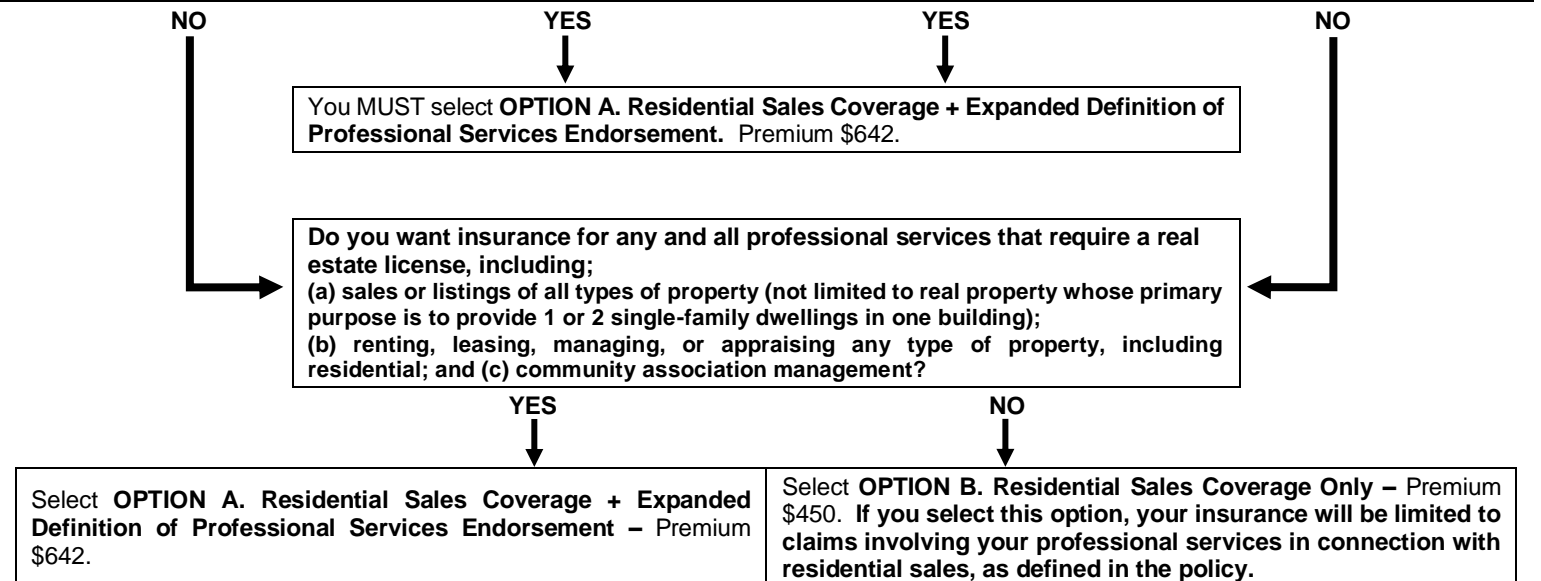 NO YES YES NO
You MUST select OPTION A. Residential Sales Coverage + Expanded Definition of
Professional Services Endorsement. Premium $642.
Do you want insurance for any and all professional services that require a real
estate license, including;
(a) sales or listings of all types of property (not limited to real property whose primary
purpose is to provide 1 or 2 single-family dwellings in one building);
(b) renting, leasing, managing, or appraising any type of property, including
residential; and (c) community association management?
YES NO
Select OPTION A. Residential Sales Coverage + Expanded
Definition of Professional Services Endorsement – Premium
$642.
Select OPTION B. Residential Sales Coverage Only – Premium
$450. If you select this option, your insurance will be limited to
claims involving your professional services in connection with
residential sales, as defined in the policy.